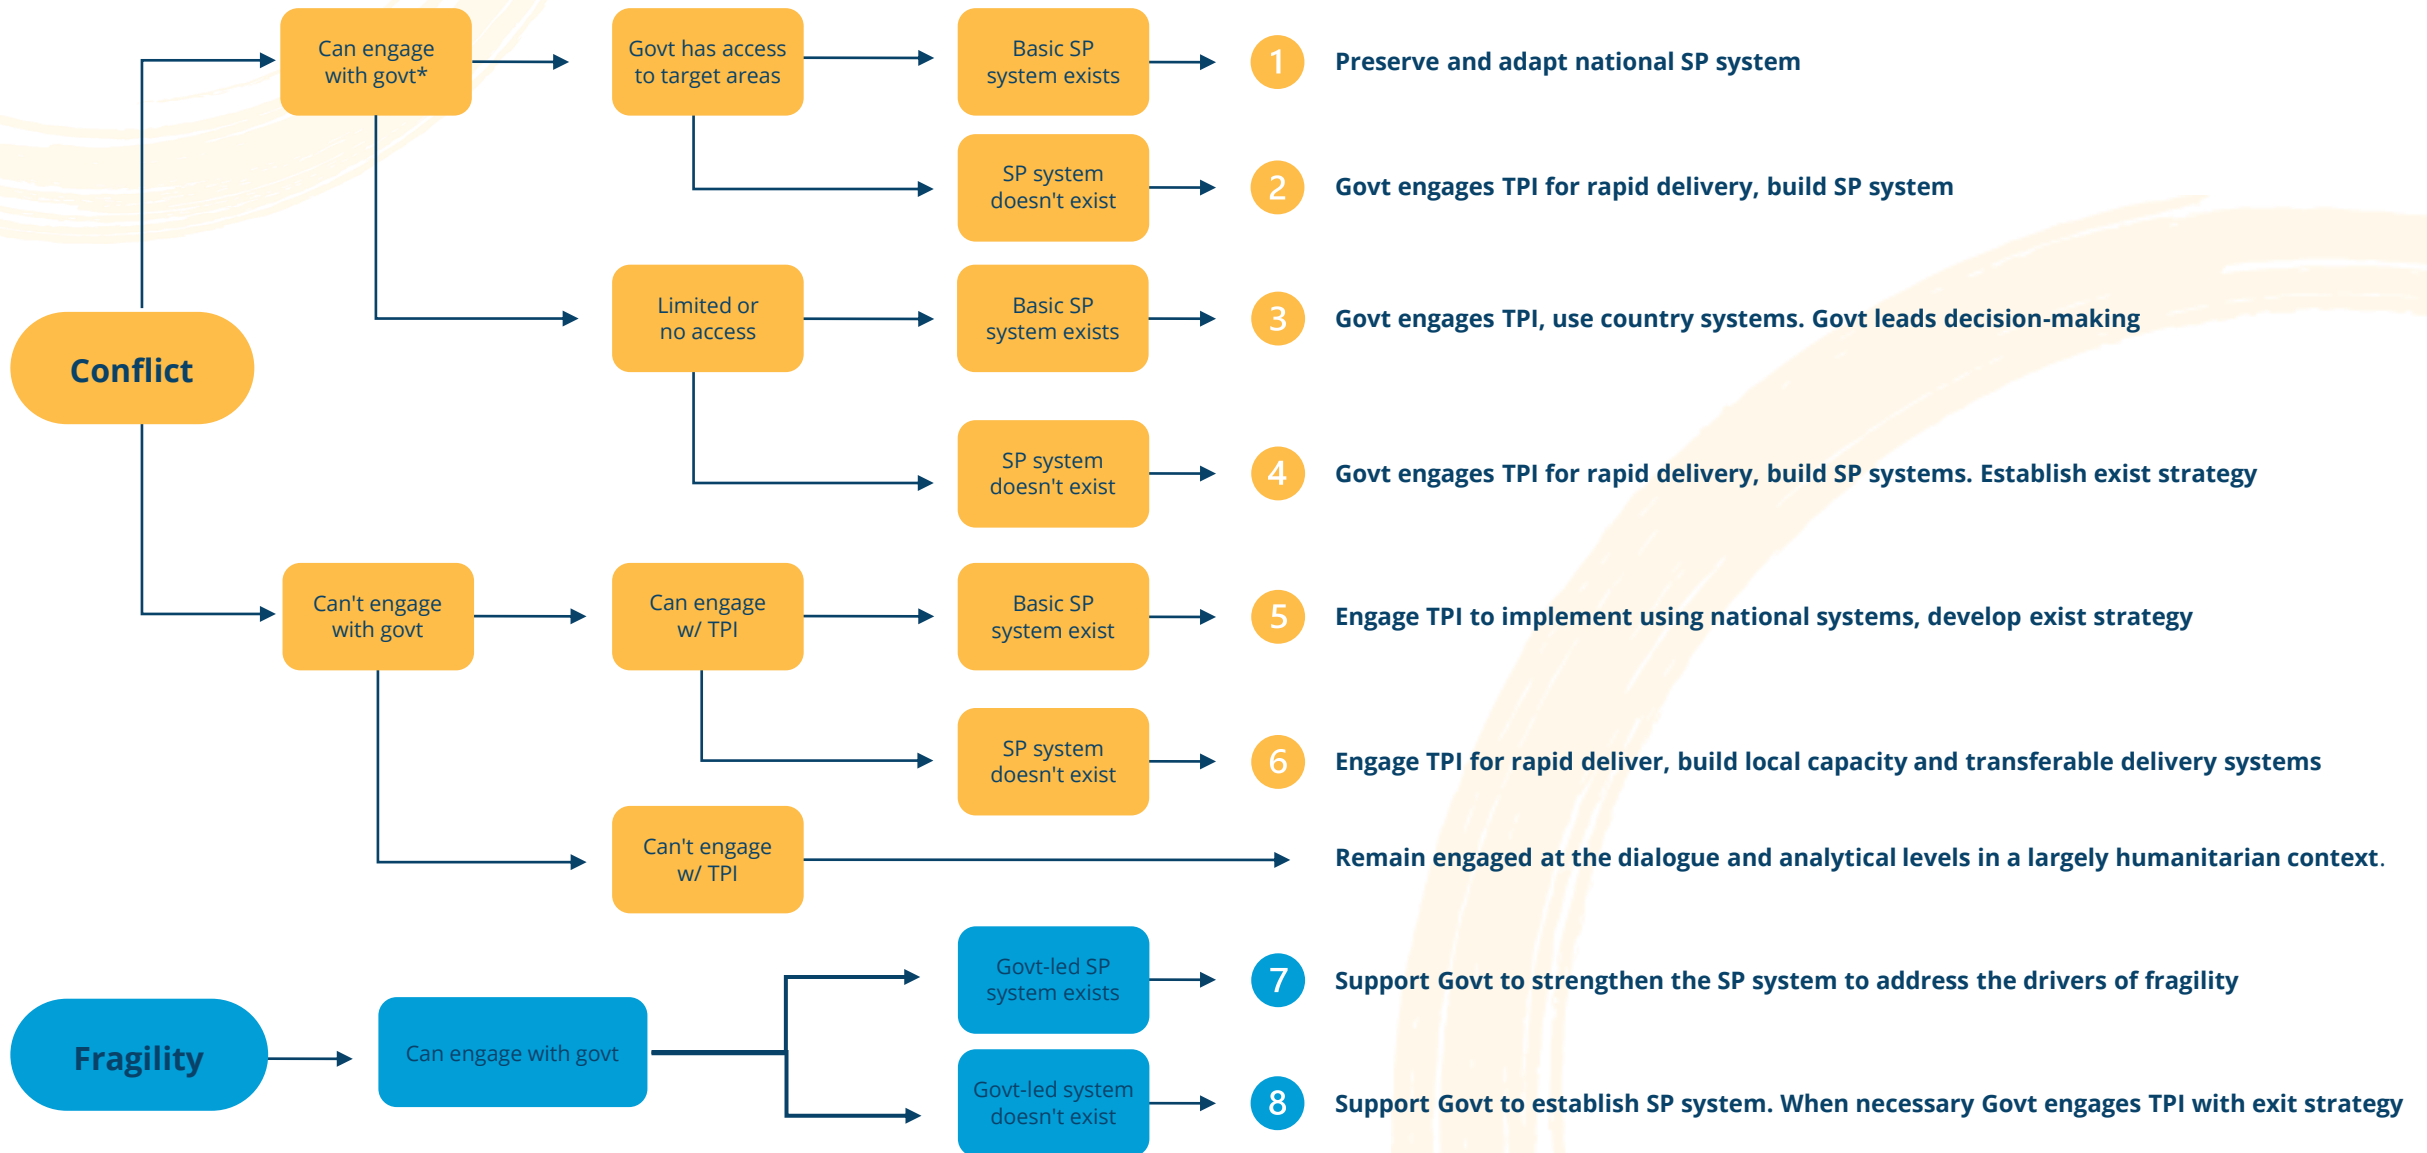 Can engage
with govt*
Govt has access
to target areas
Basic SP
system exists
1
Preserve and adapt national SP system
SP system
doesn't exist
2
Govt engages TPI for rapid delivery, build SP system
Limited or
no access
Basic SP
system exists
3
Govt engages TPI, use country systems. Govt leads decision-making
Conflict
SP system
doesn't exist
4
Govt engages TPI for rapid delivery, build SP systems. Establish exist strategy
Can't engage
with govt
Can engage
w/ TPI
Basic SP
system exist
5
Engage TPI to implement using national systems, develop exist strategy
SP system
doesn't exist
6
Engage TPI for rapid deliver, build local capacity and transferable delivery systems
Can't engage
w/ TPI
Remain engaged at the dialogue and analytical levels in a largely humanitarian context.
Govt-led SP
system exists
7
Support Govt to strengthen the SP system to address the drivers of fragility
Fragility
Can engage with govt
Govt-led system
doesn't exist
8
Support Govt to establish SP system. When necessary Govt engages TPI with exit strategy